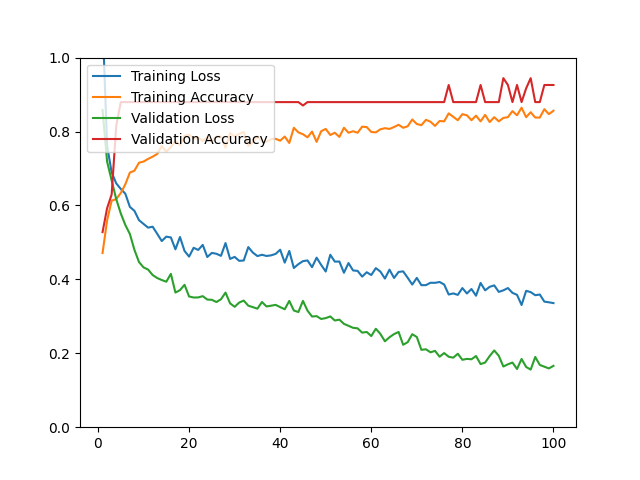 1.0
0.8
0.6
0.4
0.2
0.0
Training Loss
Training Accuracy
Validation Loss
Validation Accuracy
0 20 40 60 80 100